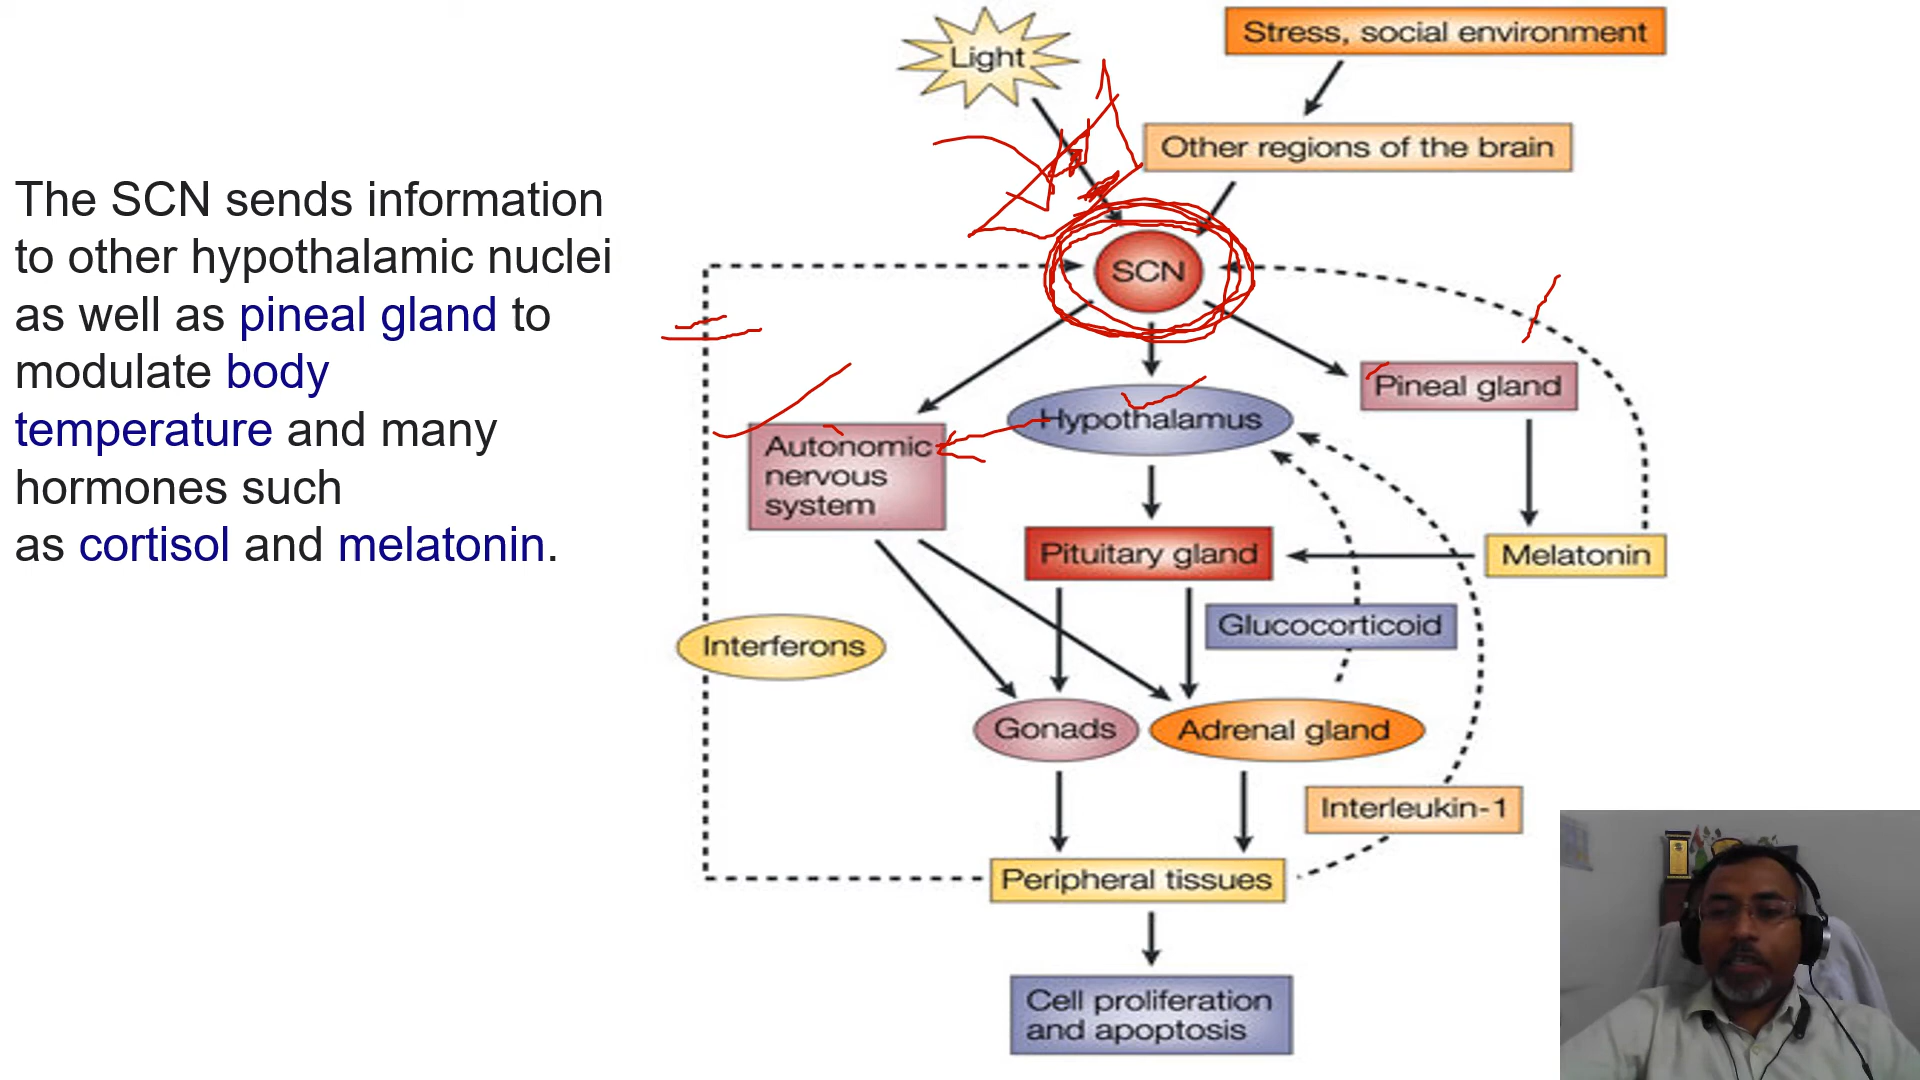 The SCN sends information
to other hypothalamic nuclei
as well as pineal gland to
modulate body
temperature and many
hormones such
as cortisol and melatonin.
Light
Stress, social environment
Other regions of the brain
SCN
Pineal gland
Hypothalamus
Autonomic
nervous
system
Pituitary gland
Melatonin
Glucocorticoid
Interferons
Gonads
Adrenal gland
Interleukin-1
Peripheral tissues
Cell proliferation
and apoptosis